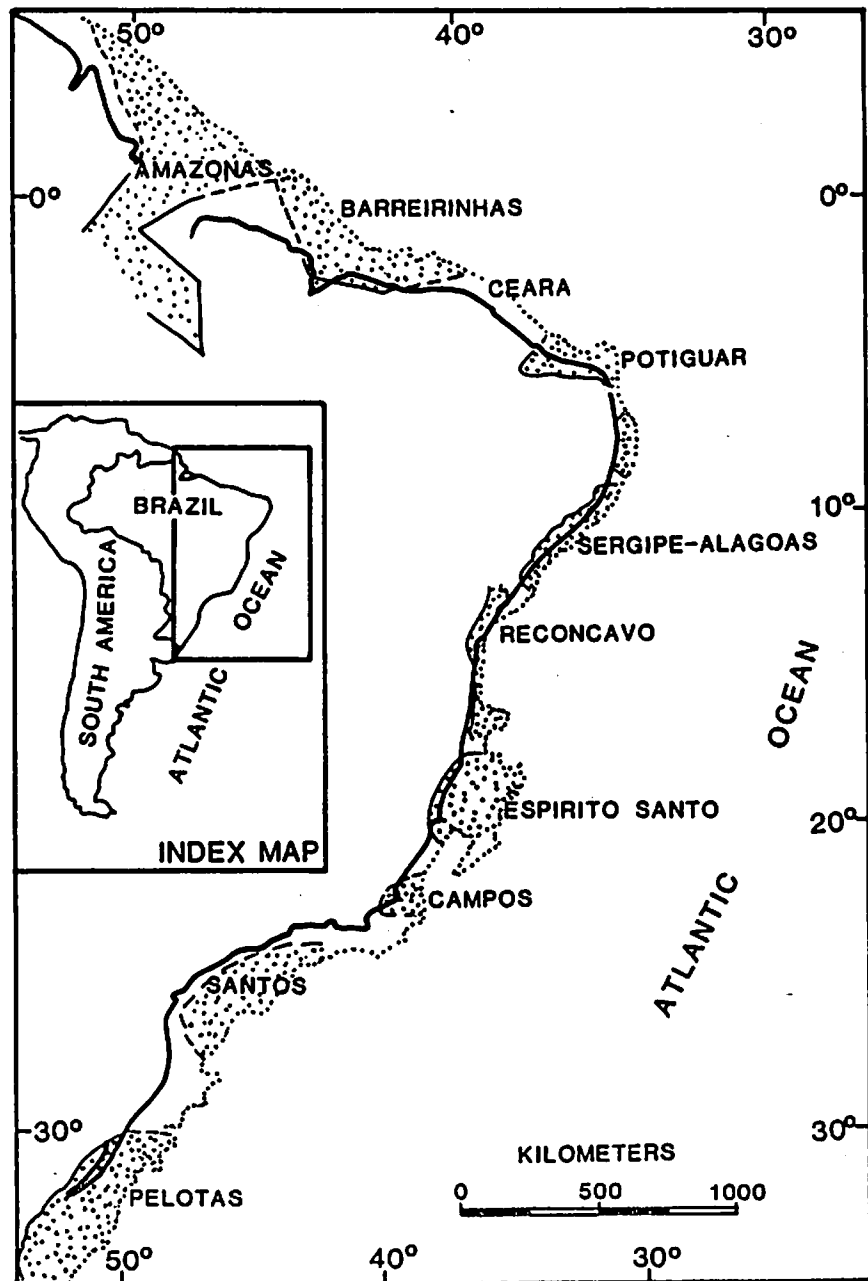 50° 40° 30°
AMAZONAS
0° 0°
BARREIRINHAS
CEARA
POTIGUAR
BRAZIL
10°
SERGIPE-ALAGOAS
SOUTH AMERICA
OCEAN
ATLANTIC
RECONCAVO
OCEAN
ESPIRITO SANTO
20°
INDEX MAP
CAMPOS
ATLANTIC
SANTOS
30° 30°
KILOMETERS
0 500 1000
PELOTAS
50° 40° 30°